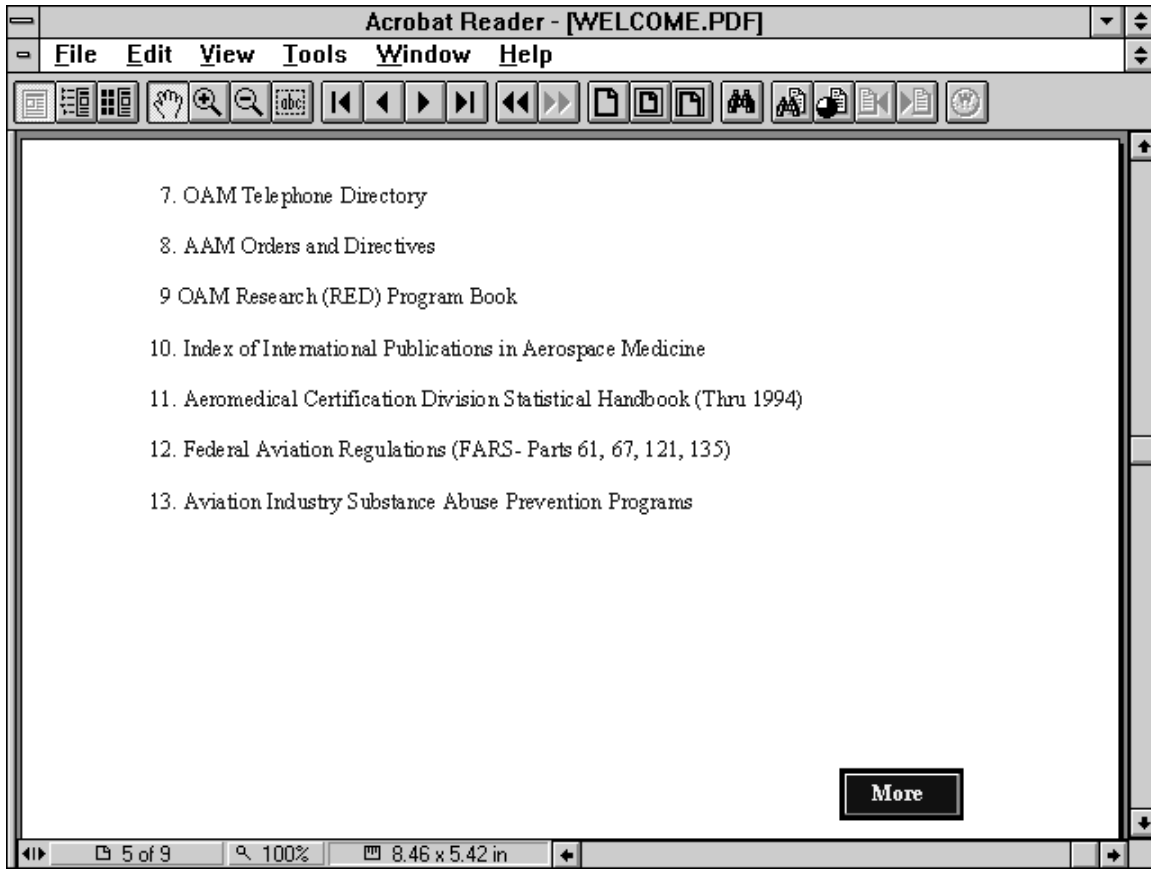 Acrobat Reader - [WELCOME.PDF]
File Edit View Tools Window Help
abc
7. OAM Telephone Directory
8. AAM Orders and Directives
9 OAM Research (RED) Program Book
10. Index of International Publications in Aerospace Medicine
11. Aeromedical Certification Division Statistical Handbook (Thru 1994)
12. Federal Aviation Regulations (FARS- Parts 61, 67, 121, 135)
13. Aviation Industry Substance Abuse Prevention Programs
More
5 of 9 100% 8.46 x 5.42 in